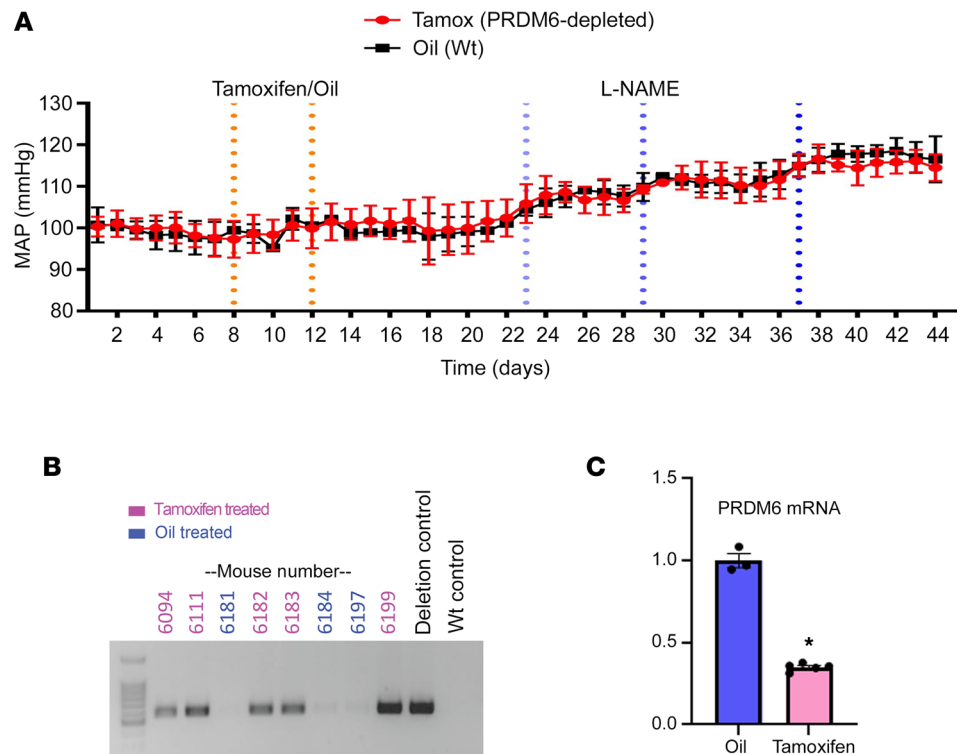 A
Tamox (PRDM6-depleted)
Oil (Wt)
Tamoxifen/Oil
L-NAME
130
120
110
100
90
80
MAP (mmHg)
2 4 6 8 10 12 14 16 18 20 22 24 26 28 30 32 34 36 38 40 42 44
Time (days)
B
Tamoxifen treated
Oil treated
--Mouse number--
6094 6111 6181 6182 6183 6184 6197 6199 Deletion control Wt control
C
PRDM6 mRNA
1.5
1.0
0.5
0.0
*
Oil Tamoxifen